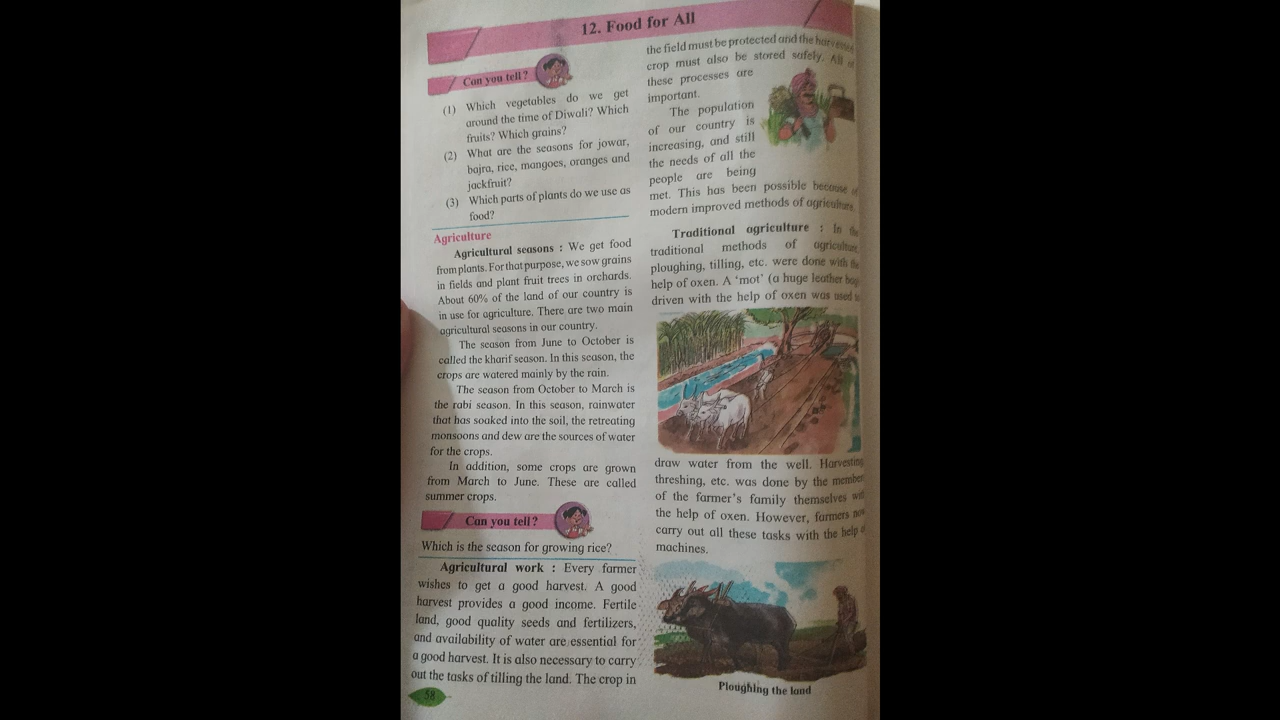 12. Food for All
Can you tell?
(1) Which vegetables do we get
around the time of Diwali? Which
fruits? Which grains?
(2) What are the seasons for jowar,
bajra, rice, mangoes, oranges and
jackfruit?
(3) Which parts of plants do we use as
food?
Agriculture
Agricultural seasons : We get food
from plants. For that purpose, we sow grains
in fields and plant fruit trees in orchards.
About 60% of the land of our country is
in use for agriculture. There are two main
agricultural seasons in our country.
The season from June to October is
called the kharif season. In this season, the
crops are watered mainly by the rain.
The season from October to March is
the rabi season. In this season, rainwater
that has soaked into the soil, the retreating
monsoons and dew are the sources of water
for the crops.
In addition, some crops are grown
from March to June. These are called
summer crops.
Can you tell?
Which is the season for growing rice?
Agricultural work : Every farmer
wishes to get a good harvest. A good
harvest provides a good income. Fertile
land, good quality seeds and fertilizers,
and availability of water are essential for
a good harvest. It is also necessary to carry
out the tasks of tilling the land. The crop in
58
the field must be protected and the harvested
crop must also be stored safely. All of
these processes are
important.
The population
of our country is
increasing, and still
the needs of all the
people are being
met. This has been possible because of
modern improved methods of agriculture.
Traditional agriculture : In the
traditional methods of agriculture,
ploughing, tilling, etc. were done with the
help of oxen. A 'mot' (a huge leather bag
driven with the help of oxen was used to
draw water from the well. Harvesting,
threshing, etc. was done by the member
of the farmer's family themselves with
the help of oxen. However, farmers now
carry out all these tasks with the help of
machines.
Ploughing the land